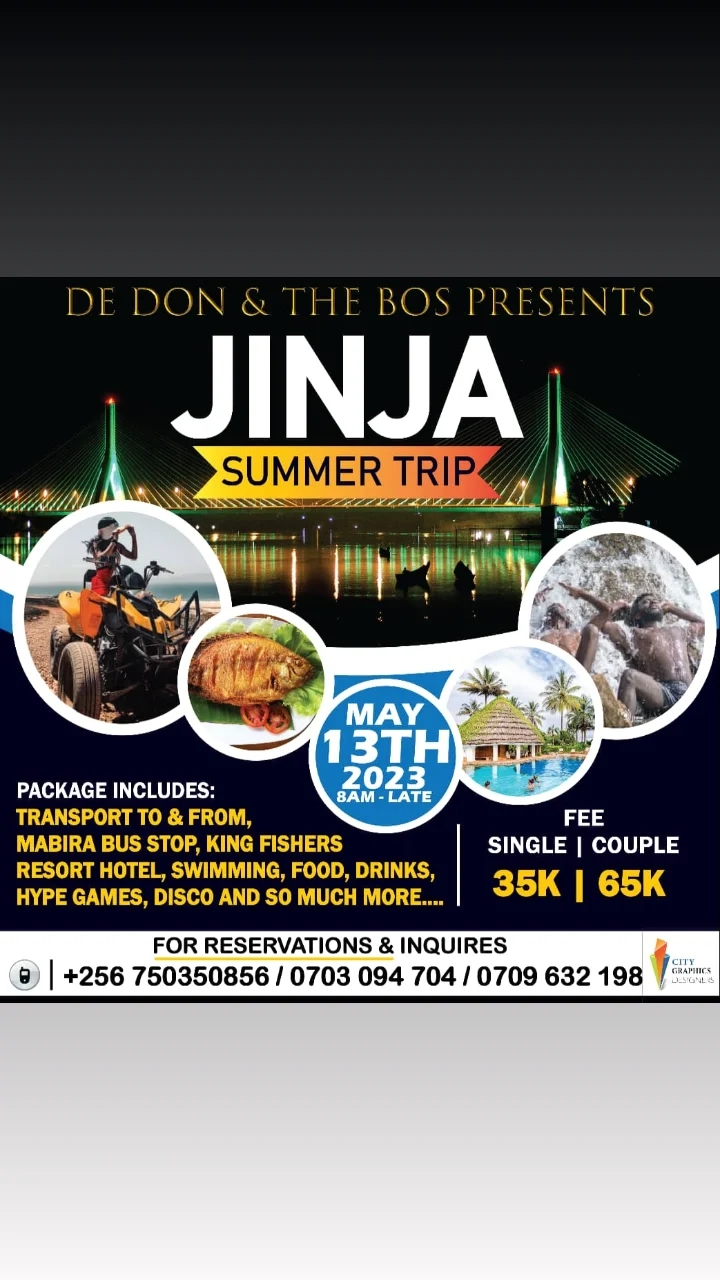 DE DON & THE BOS PRESENTS
JINJA
SUMMER TRIP
MAY
13TH
2023
8AM - LATE
PACKAGE INCLUDES:
TRANSPORT TO & FROM,
MABIRA BUS STOP, KING FISHERS
RESORT HOTEL, SWIMMING, FOOD, DRINKS,
HYPE GAMES, DISCO AND SO MUCH MORE....
FEE
SINGLE | COUPLE
35K | 65K
FOR RESERVATIONS & INQUIRES
+256 750350856 / 0703 094 704 / 0709 632 198
CITY
GRAPHICS
DESIGNERS